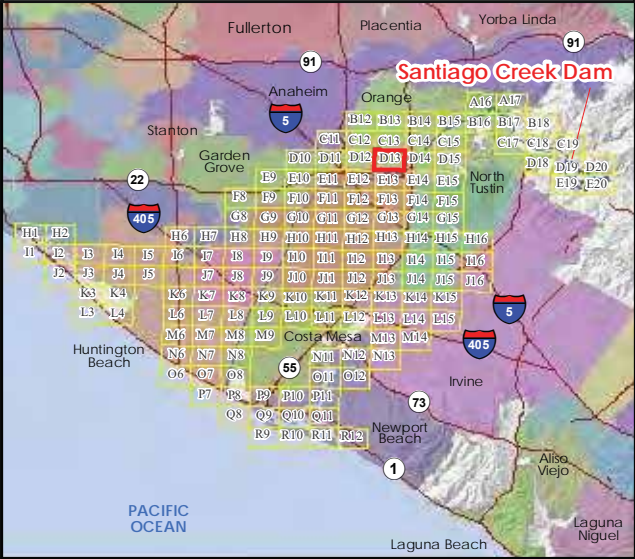 Fullerton
Placentia
Yorba Linda
91
91
Santiago Creek Dam
Anaheim
Orange
A16 A17
5
B12 B13 B14 B15 B16 B17 B18
Stanton
C11 C12 C13 C14 C15 C17 C18 C19
Garden
Grove
D10 D11 D12 D13 D14 D15 D18 D19 D20
North
Tustin
22
E9 E10 E11 E12 E13 E14 E15 E19 E20
F8 F9 F10 F11 F12 F13 F14 F15
405
G8 G9 G10 G11 G12 G13 G14 G15
H1 H2 H6 H7 H8 H9 H10 H11 H12 H13 H14 H15 H16
I1 I2 I3 I4 I5 I6 I7 I8 I9 I10 I11 I12 I13 I14 I15 I16
J2 J3 J4 J5 J7 J8 J9 J10 J11 J12 J13 J14 J15 J16
K3 K4 K6 K7 K8 K9 K10 K11 K12 K13 K14 K15
5
L3 L4 L6 L7 L8 L9 L10 L11 L12 L13 L14 L15
M6 M7 M8 M9 Costa Mesa M13 M14
405
Huntington
Beach
N6 N7 N8 N11 N12 N13
55
O6 O7 O8 O11 O12
Irvine
P7 P8 P9 P10 P11
73
Q8 Q9 Q10 Q11
Newport
Beach
R9 R10 R11 R12
1
Aliso
Viejo
PACIFIC
OCEAN
Laguna
Niguel
Laguna Beach